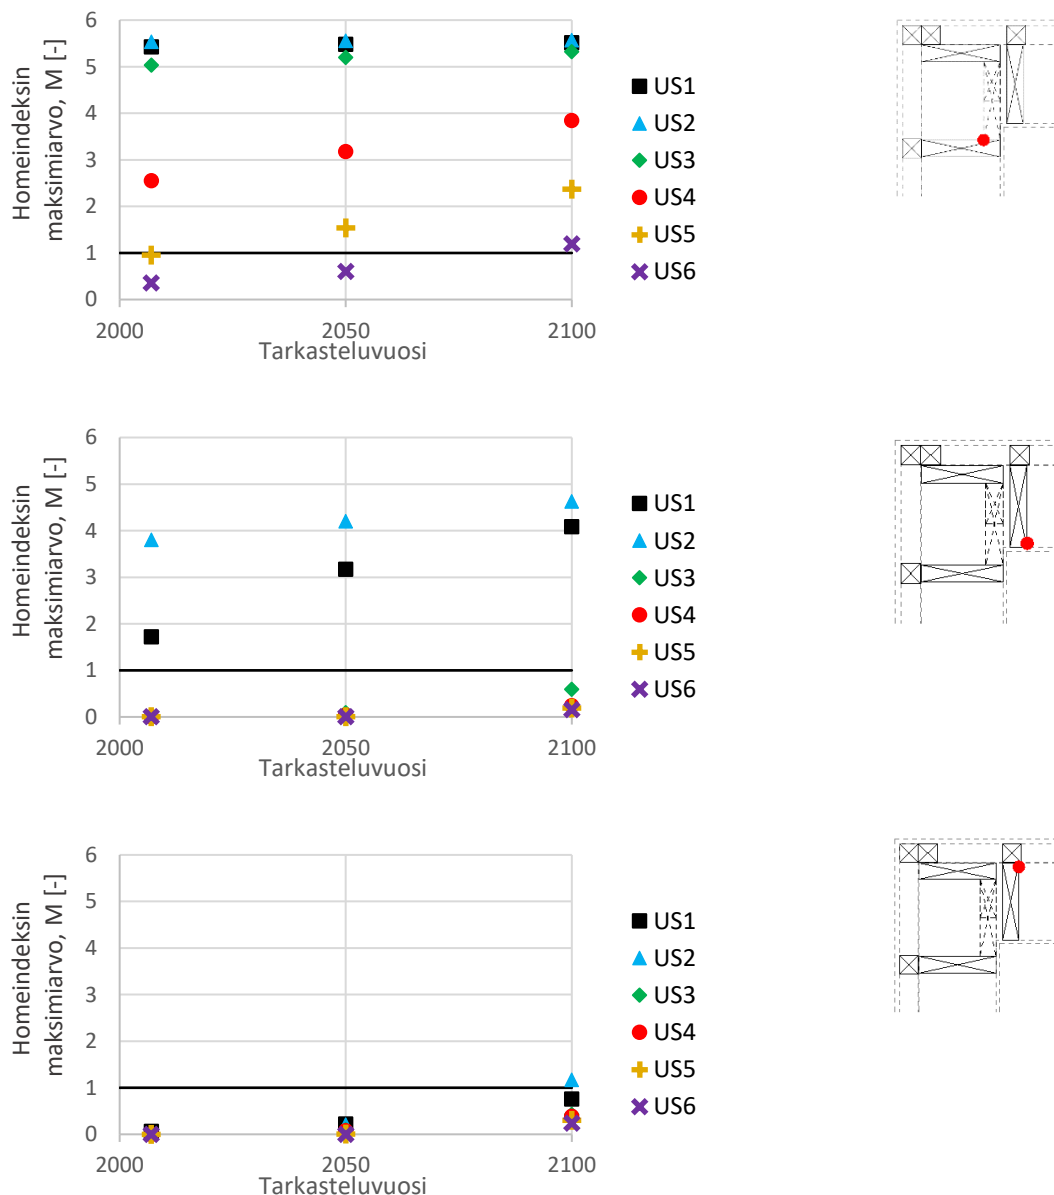 Homeindeksin
maksimiarvo, M [-]
6
5
4
3
2
1
0
2000
2050
2100
Tarkasteluvuosi
US1
US2
US3
US4
US5
US6
Homeindeksin
maksimiarvo, M [-]
6
5
4
3
2
1
0
2000
2050
2100
Tarkasteluvuosi
US1
US2
US3
US4
US5
US6
Homeindeksin
maksimiarvo, M [-]
6
5
4
3
2
1
0
2000
2050
2100
Tarkasteluvuosi
US1
US2
US3
US4
US5
US6